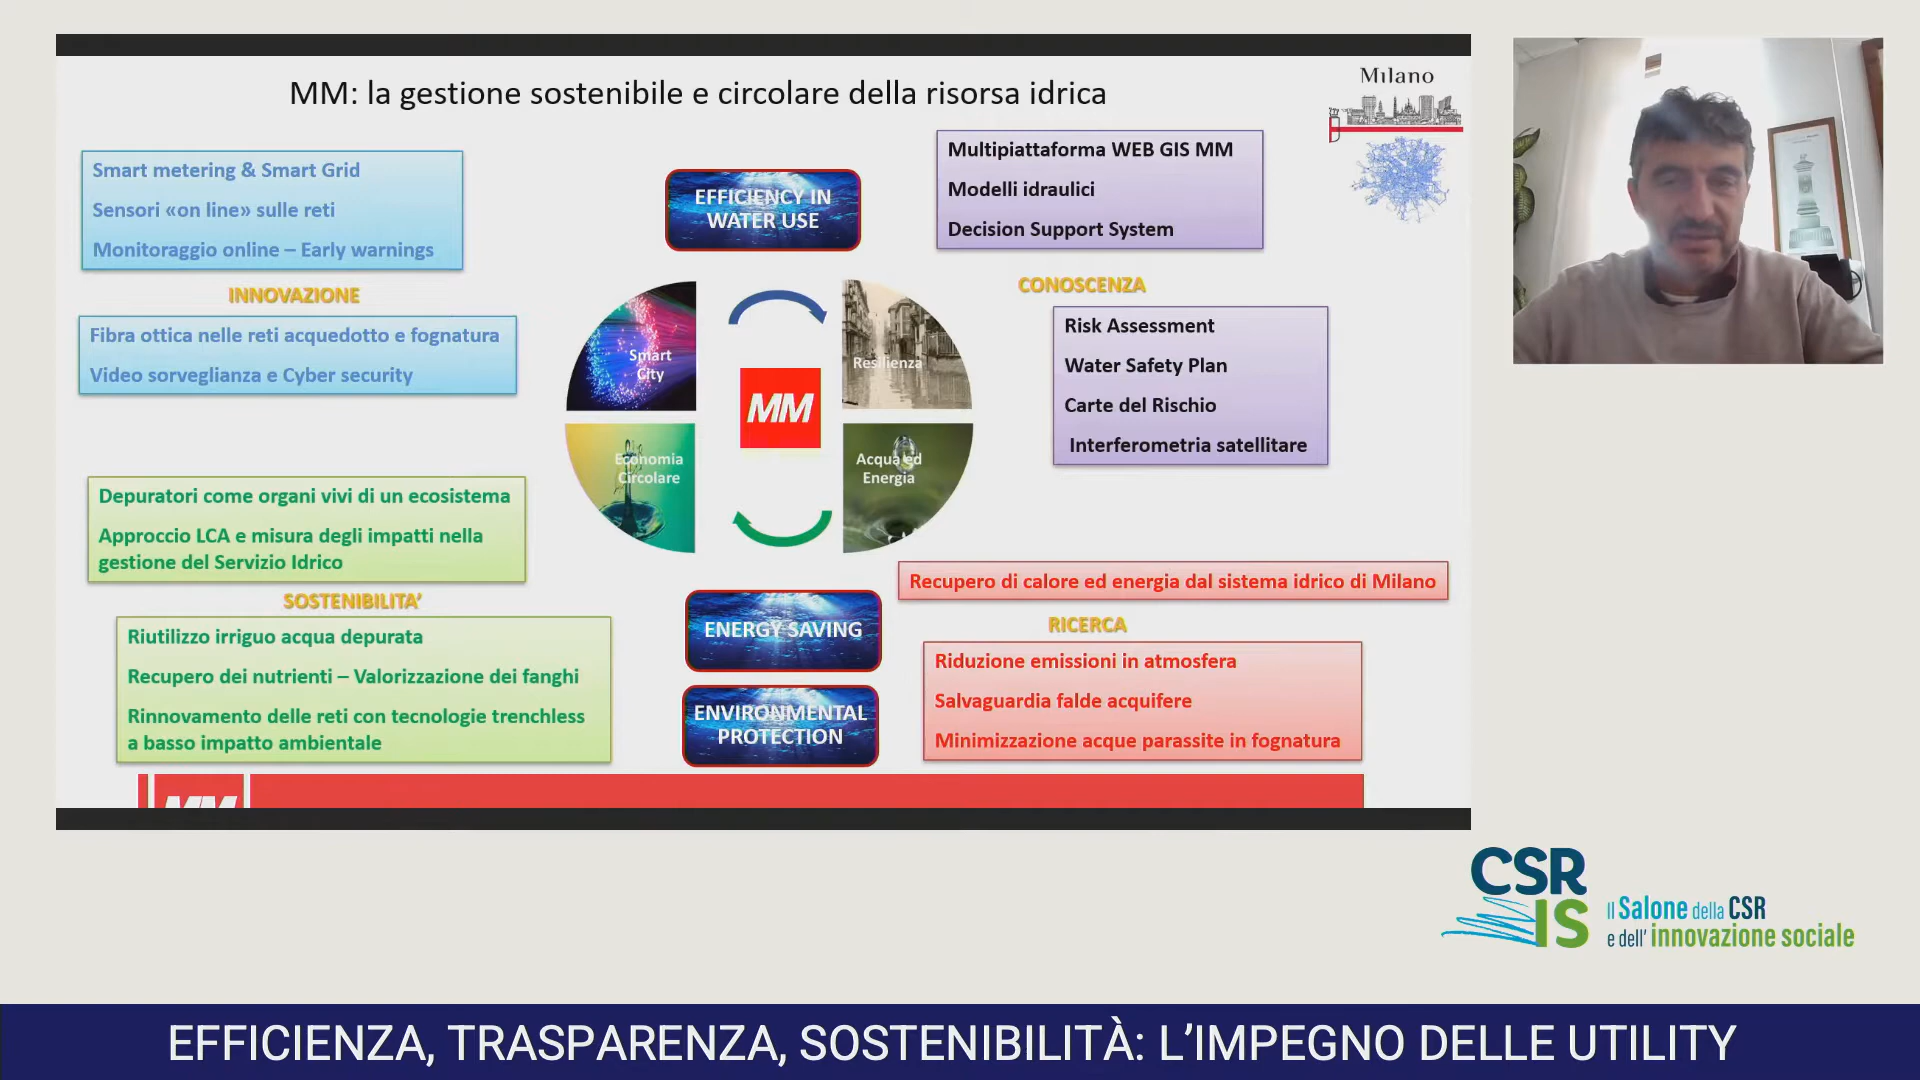 MM: la gestione sostenibile e circolare della risorsa idrica
Milano
Smart metering & Smart Grid
Sensori «on line» sulle reti
Monitoraggio online – Early warnings
INNOVAZIONE
Fibra ottica nelle reti acquedotto e fognatura
Video sorveglianza e Cyber security
EFFICIENCY IN
WATER USE
Multipiattaforma WEB GIS MM
Modelli idraulici
Decision Support System
CONOSCENZA
Risk Assessment
Water Safety Plan
Carte del Rischio
Interferometria satellitare
Smart
City
Resilienza
MM
Economia
Circolare
Acqua ed
Energia
Depuratori come organi vivi di un ecosistema
Approccio LCA e misura degli impatti nella
gestione del Servizio Idrico
SOSTENIBILITA’
Riutilizzo irriguo acqua depurata
Recupero dei nutrienti – Valorizzazione dei fanghi
Rinnovamento delle reti con tecnologie trenchless
a basso impatto ambientale
ENERGY SAVING
ENVIRONMENTAL
PROTECTION
Recupero di calore ed energia dal sistema idrico di Milano
RICERCA
Riduzione emissioni in atmosfera
Salvaguardia falde acquifere
Minimizzazione acque parassite in fognatura
MM
CSR
IS
Il Salone della CSR
e dell’ innovazione sociale
EFFICIENZA, TRASPARENZA, SOSTENIBILITÀ: L’IMPEGNO DELLE UTILITY